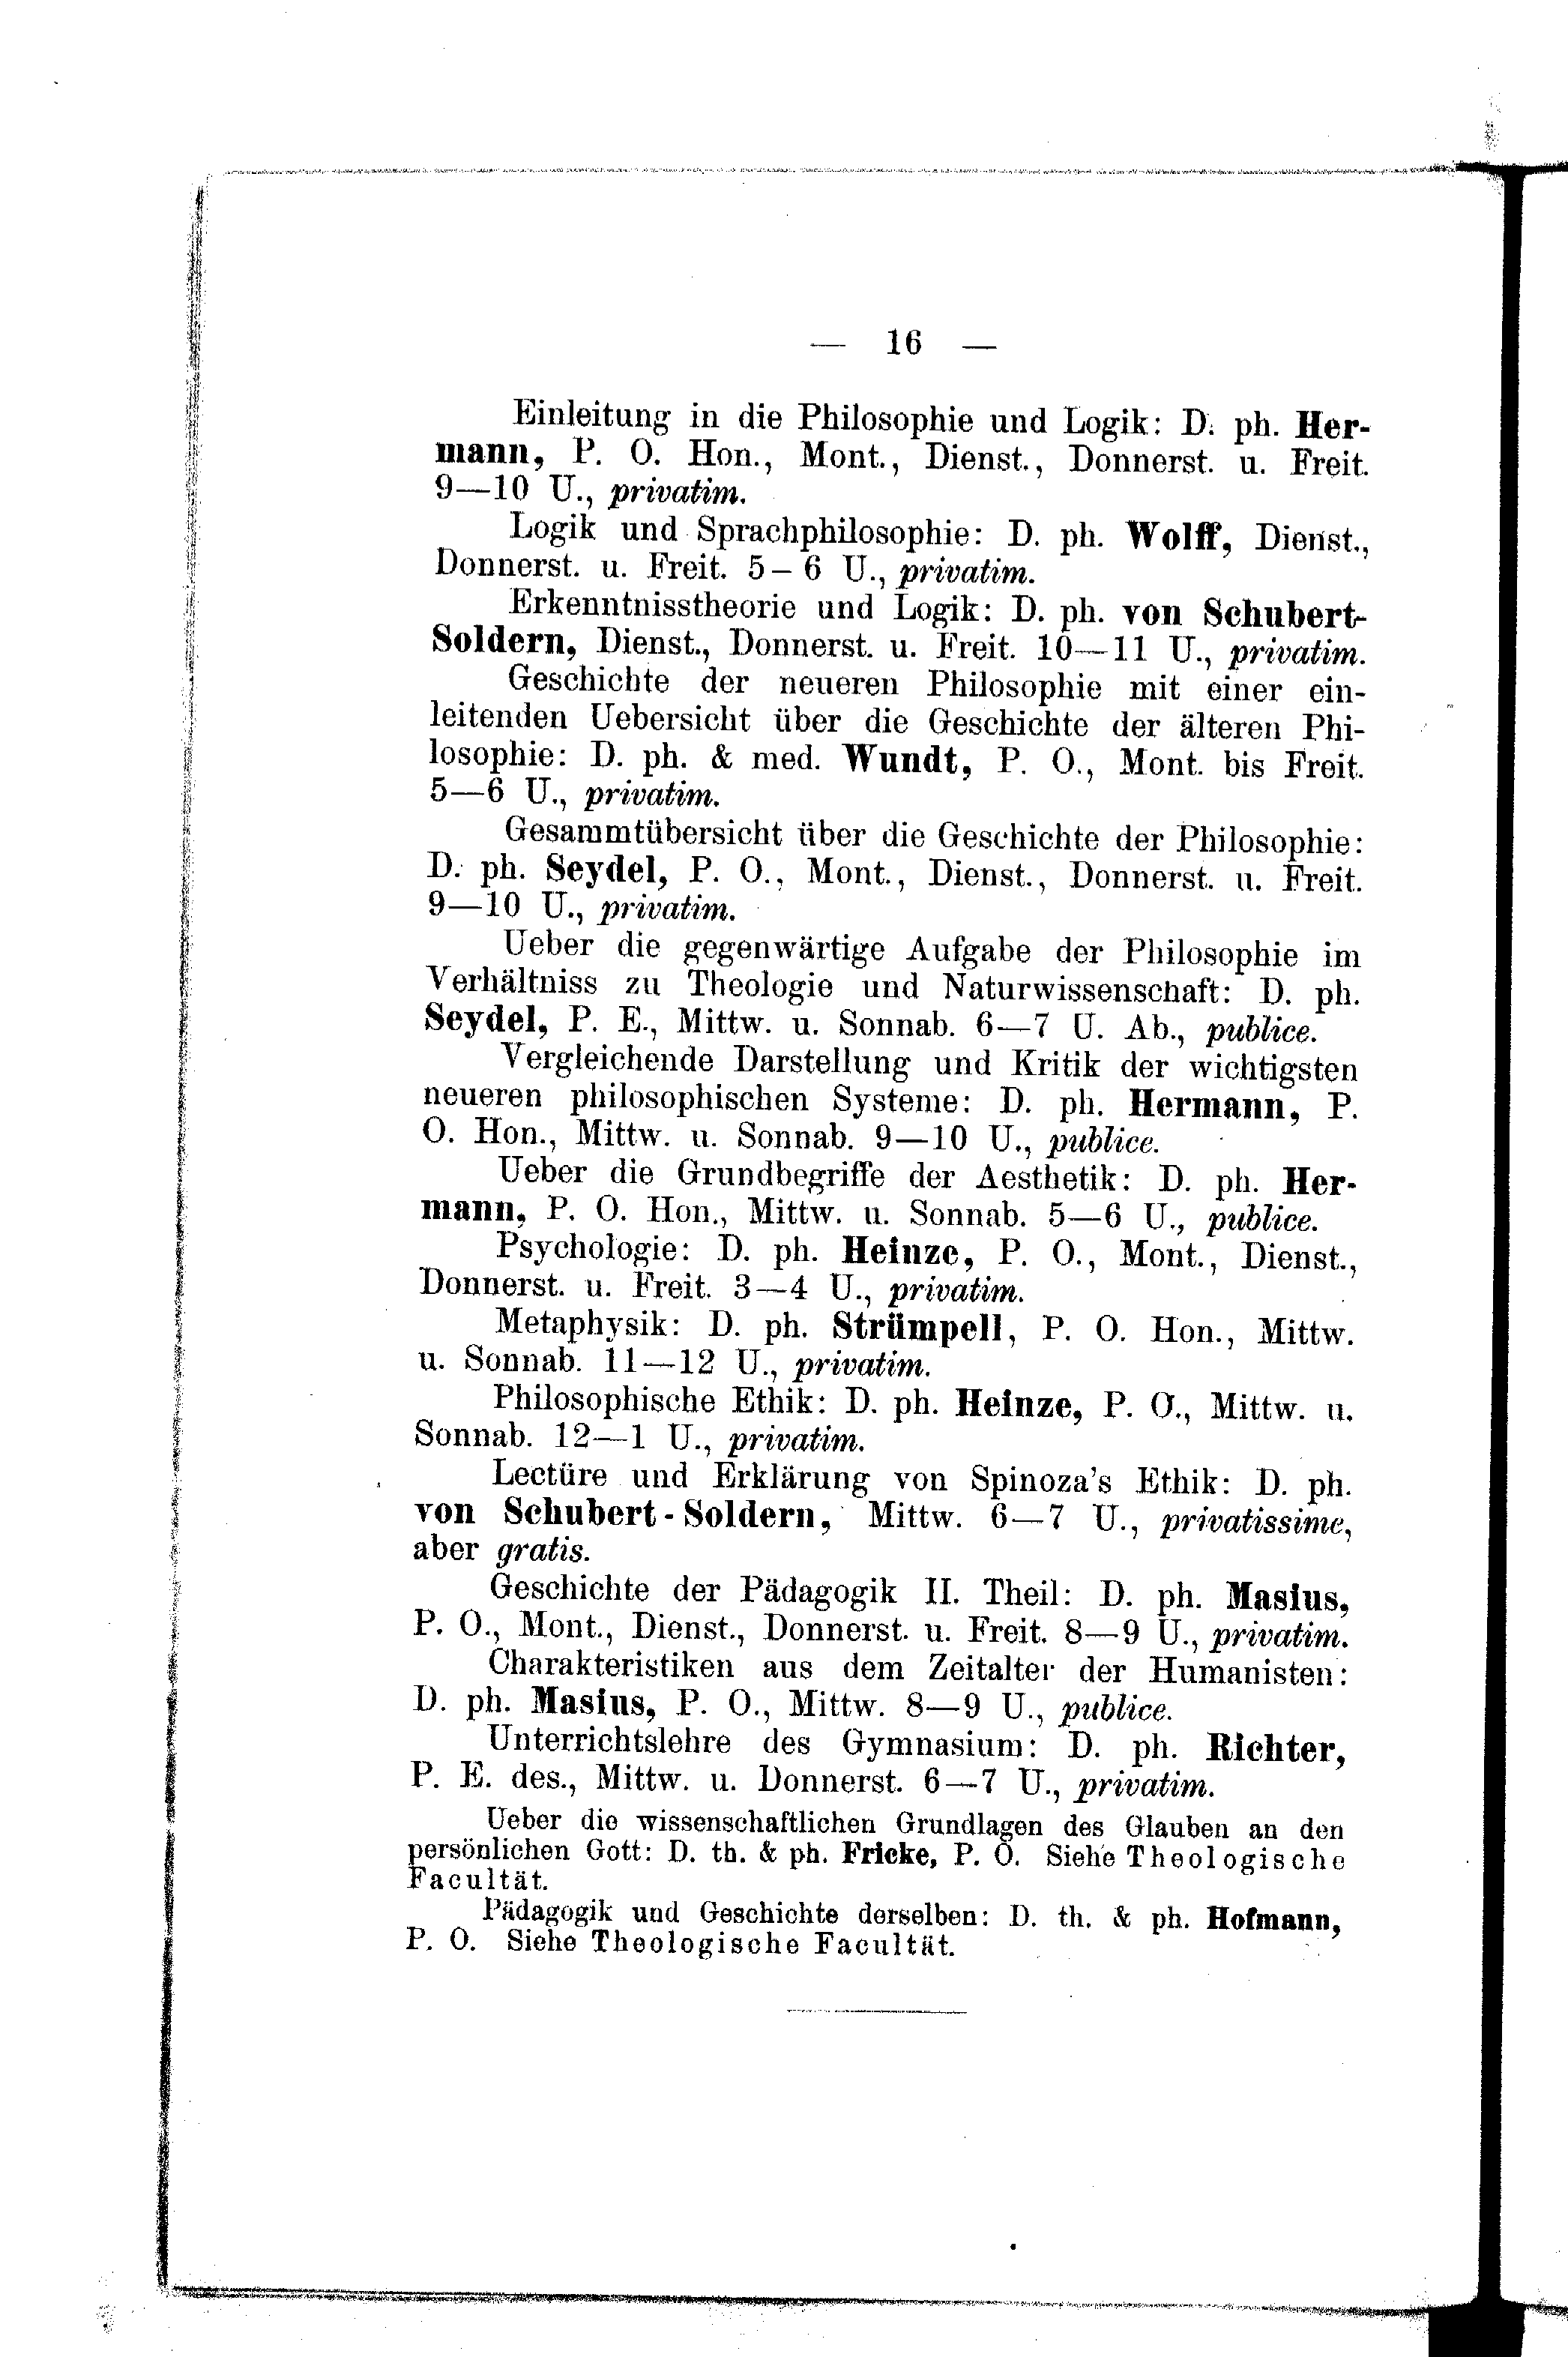 — 16 —
Einleitung in die Philosophie und Logik: D. ph. Her-
mann, P. O. Hon., Mont., Dienst., Donnerst. u. Freit.
9—10 U., privatim.
Logik und Sprachphilosophie: D. ph. Wolff, Dienst.,
Donnerst. u. Freit. 5–6 U., privatim.
Erkenntnisstheorie und Logik: D. ph. von Schubert-
Soldern, Dienst., Donnerst. u. Freit. 10—11 U., privatim.
Geschichte der neueren Philosophie mit einer ein-
leitenden Uebersicht über die Geschichte der älteren Phi-
losophie: D. ph. & med. Wundt, P. O., Mont. bis Freit.
5—6 U., privatim.
Gesammtübersicht über die Geschichte der Philosophie:
D. ph. Seydel, P. O., Mont., Dienst., Donnerst. u. Freit.
9—10 U., privatim.
Ueber die gegenwärtige Aufgabe der Philosophie im
Verhältniss zu Theologie und Naturwissenschaft: D. ph.
Seydel, P. E., Mittw. u. Sonnab. 6—7 U. Ab., publice.
Vergleichende Darstellung und Kritik der wichtigsten
neueren philosophischen Systeme: D. ph. Hermann, P.
O. Hon., Mittw. u. Sonnab. 9—10 U., publice.
Ueber die Grundbegriffe der Aesthetik: D. ph. Her-
mann, P. O. Hon., Mittw. u. Sonnab. 5—6 U., publice.
Psychologie: D. ph. Heinze, P. O., Mont., Dienst.,
Donnerst. u. Freit. 3—4 U., privatim.
Metaphysik: D. ph. Strümpell, P. O. Hon., Mittw.
u. Sonnab. 11—12 U., privatim.
Philosophische Ethik: D. ph. Heinze, P. O., Mittw. u.
Sonnab. 12—1 U., privatim.
Lectüre und Erklärung von Spinoza's Ethik: D. ph.
von Schubert-Soldern, Mittw. 6—7 U., privatissime,
aber gratis.
Geschichte der Pädagogik II. Theil: D. ph. Masius,
P. O., Mont., Dienst., Donnerst. u. Freit. 8—9 U., privatim.
Charakteristiken aus dem Zeitalter der Humanisten:
D. ph. Masius, P. O., Mittw. 8—9 U., publice.
Unterrichtslehre des Gymnasium: D. ph. Richter,
P. E. des., Mittw. u. Donnerst. 6—7 U., privatim.
Ueber die wissenschaftlichen Grundlagen des Glauben an den
persönlichen Gott: D. th. & ph. Fricke, P. O. Siehe Theologische
Facultät.
Pädagogik und Geschichte derselben: D. th. & ph. Hofmann,
P. O. Siehe Theologische Facultät.